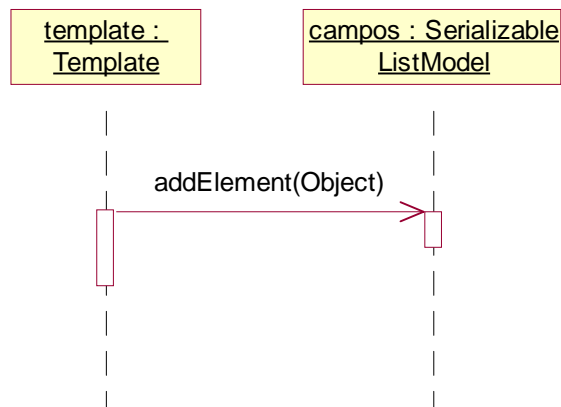 template :
Template
campos : Serializable
ListModel
addElement(Object)